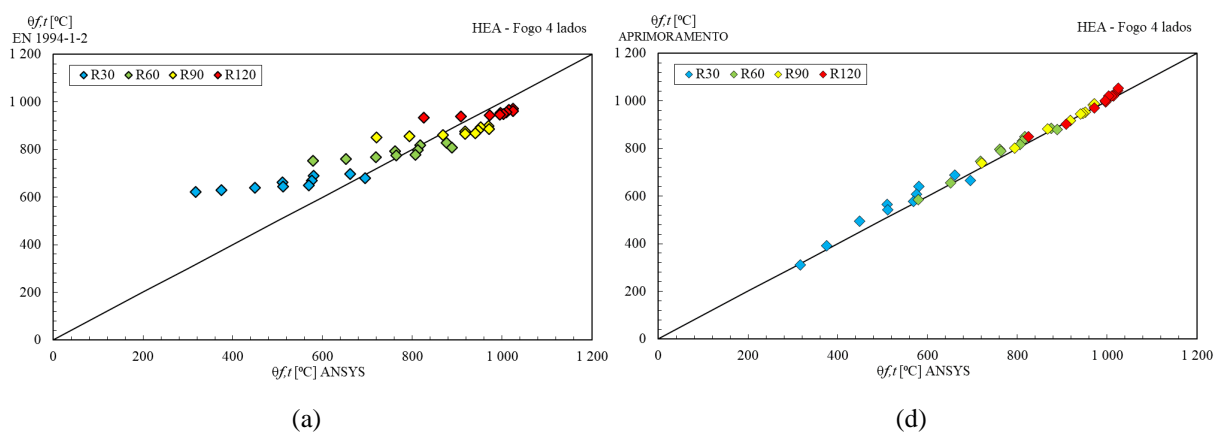 θf,t [ºC]
EN 1994-1-2
HEA - Fogo 4 lados
1 200
R30 R60 R90 R120
1 000
800
600
400
200
0
0 200 400 600 800 1 000 1 200
θf,t [ºC] ANSYS
(a)
θf,t [ºC]
APRIMORAMENTO
HEA - Fogo 4 lados
1 200
R30 R60 R90 R120
1 000
800
600
400
200
0
0 200 400 600 800 1 000 1 200
θf,t [ºC] ANSYS
(d)